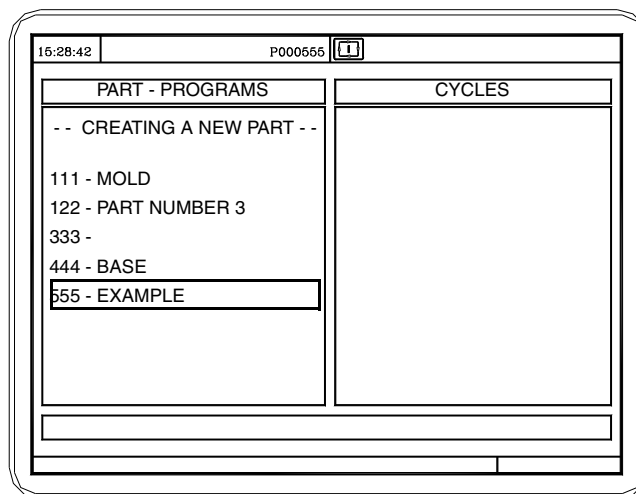 15:28:42 P000555
PART - PROGRAMS
- - CREATING A NEW PART - -
111 - MOLD
122 - PART NUMBER 3
333 -
444 - BASE
555 - EXAMPLE
CYCLES